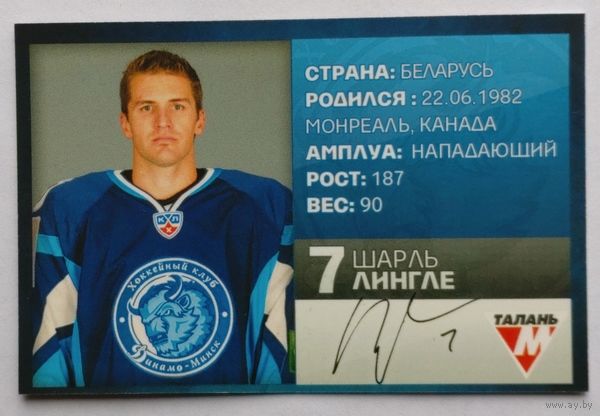 СТРАНА: БЕЛАРУСЬ
РОДИЛСЯ : 22.06.1982
МОНРЕАЛЬ, КАНАДА
АМПЛУА: НАПАДАЮЩИЙ
РОСТ: 187
ВЕС: 90
7 ШАРЛЬ
ЛИНГЛЕ
ТАЛАНЬ
М
КХЛ
Хоккейный клуб
Динамо-Минск
www.ay.by